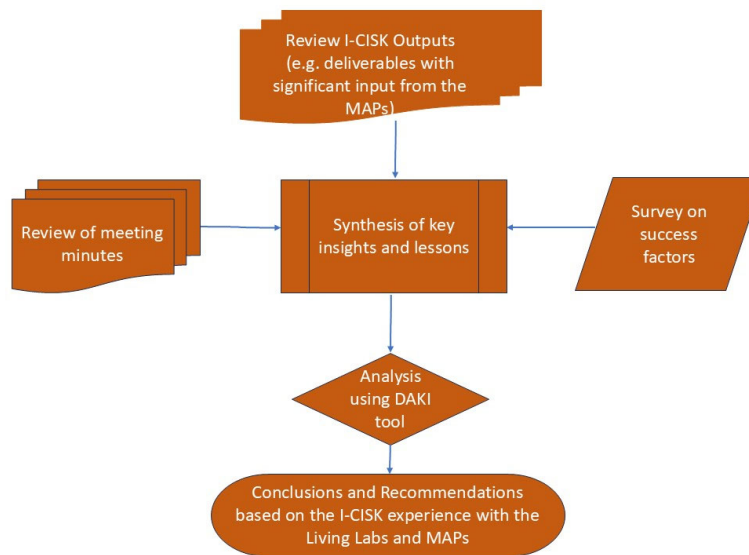 Review I-CISK Outputs
(e.g. deliverables with
significant input from the
MAPs)
Review of meeting
minutes
Synthesis of key
insights and lessons
Survey on
success
factors
Analysis
using DAKI
tool
Conclusions and Recommendations
based on the I-CISK experience with the
Living Labs and MAPs